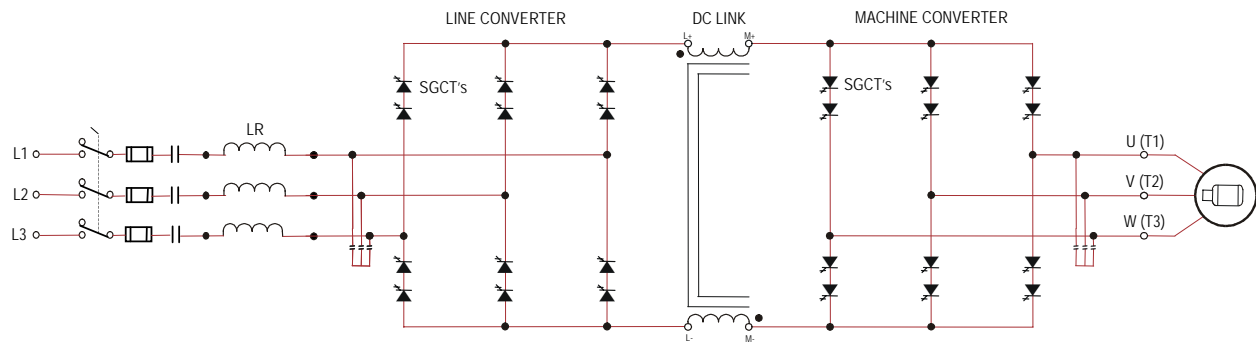 LINE CONVERTER
DC LINK
MACHINE CONVERTER
L+
M+
SGCT's
SGCT's
LR
L1
L2
L3
U (T1)
V (T2)
W (T3)
L-
M-